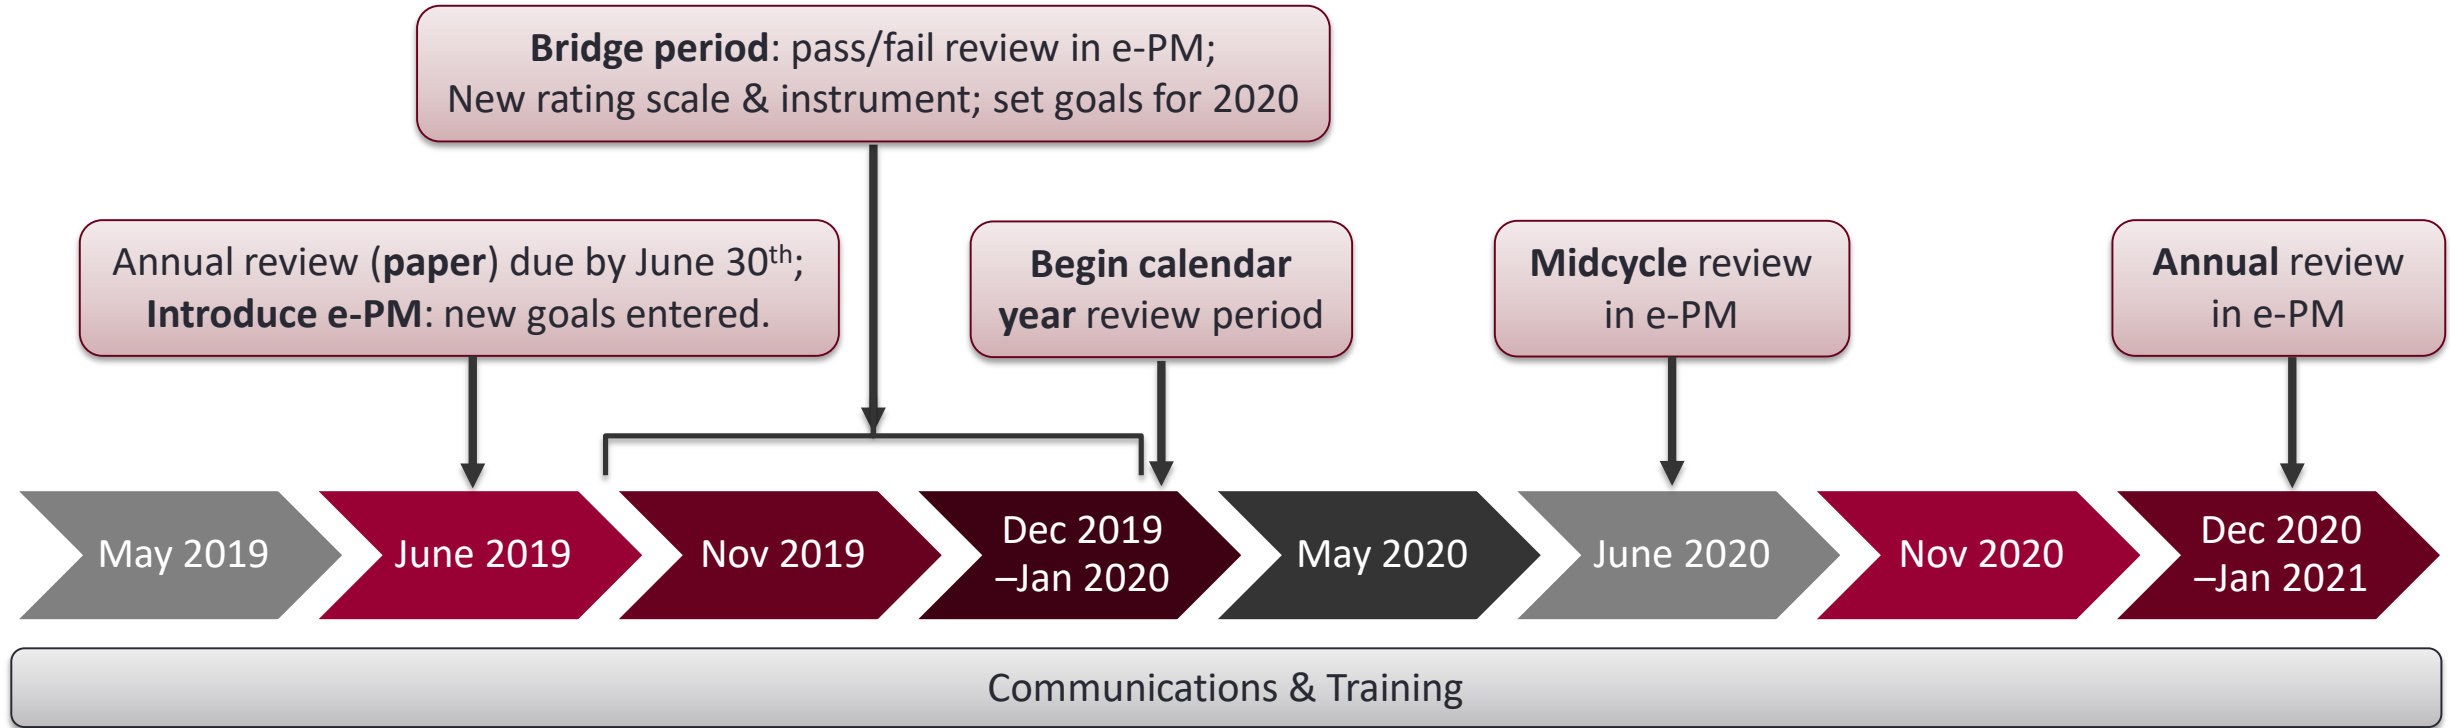 Bridge period: pass/fail review in e-PM;
New rating scale & instrument; set goals for 2020
Annual review (paper) due by June 30th;
Introduce e-PM: new goals entered.
Begin calendar
year review period
Midcycle review
in e-PM
Annual review
in e-PM
May 2019
June 2019
Nov 2019
Dec 2019
–Jan 2020
May 2020
June 2020
Nov 2020
Dec 2020
–Jan 2021
Communications & Training